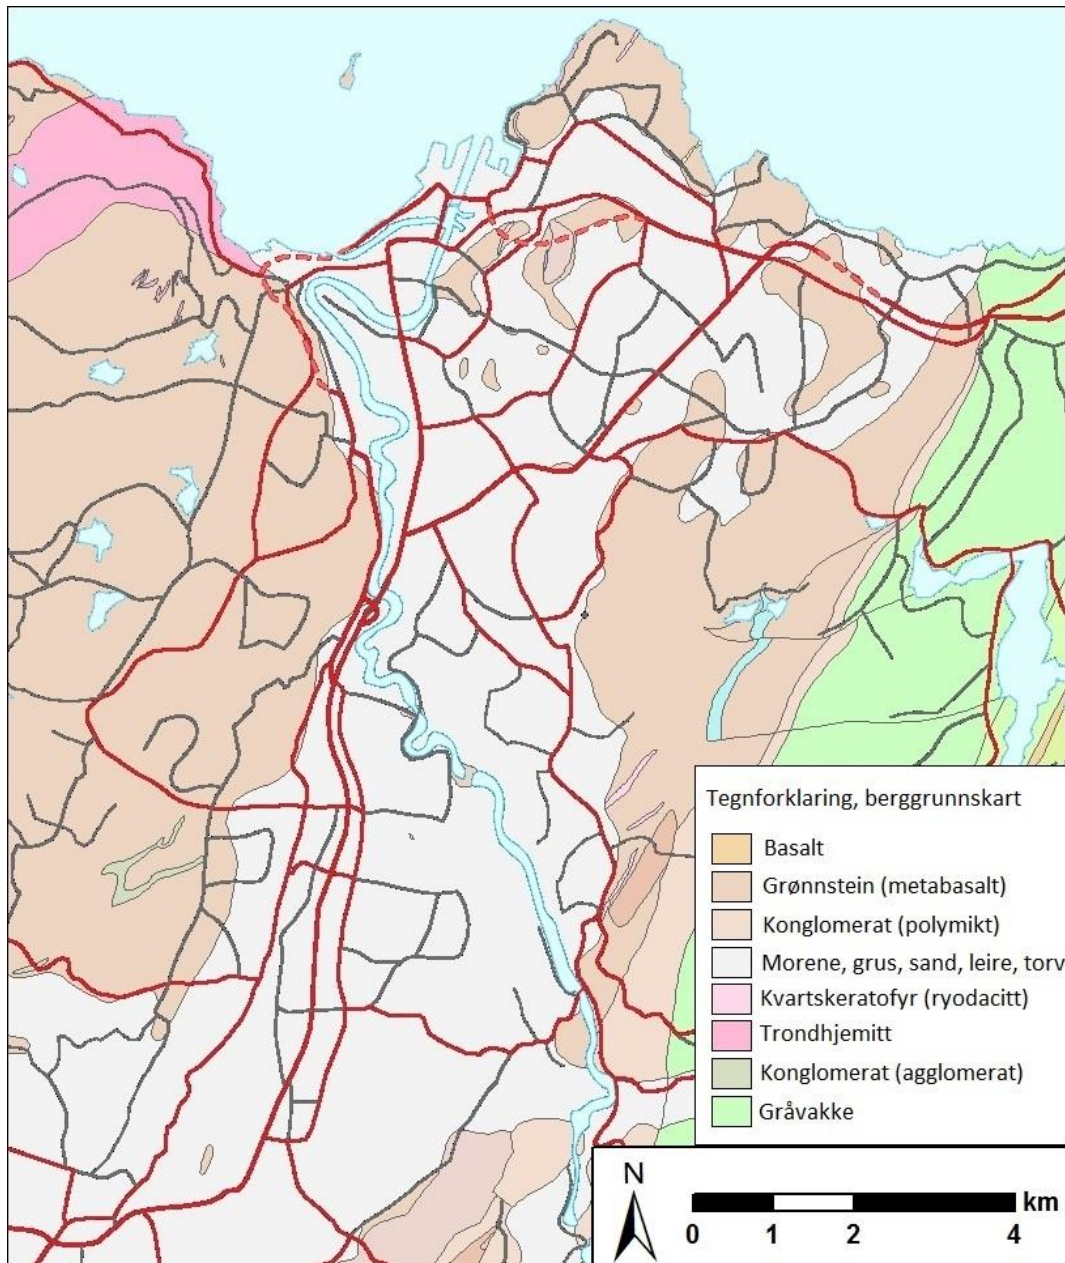 Tegnforklaring, berggrunnskart
Basalt
Grønnstein (metabasalt)
Konglomerat (polymikt)
Morene, grus, sand, leire, torv
Kvartskeratofyr (ryodacitt)
Trondhjemitt
Konglomerat (agglomerat)
Gråvakke
N
km
0 1 2 4